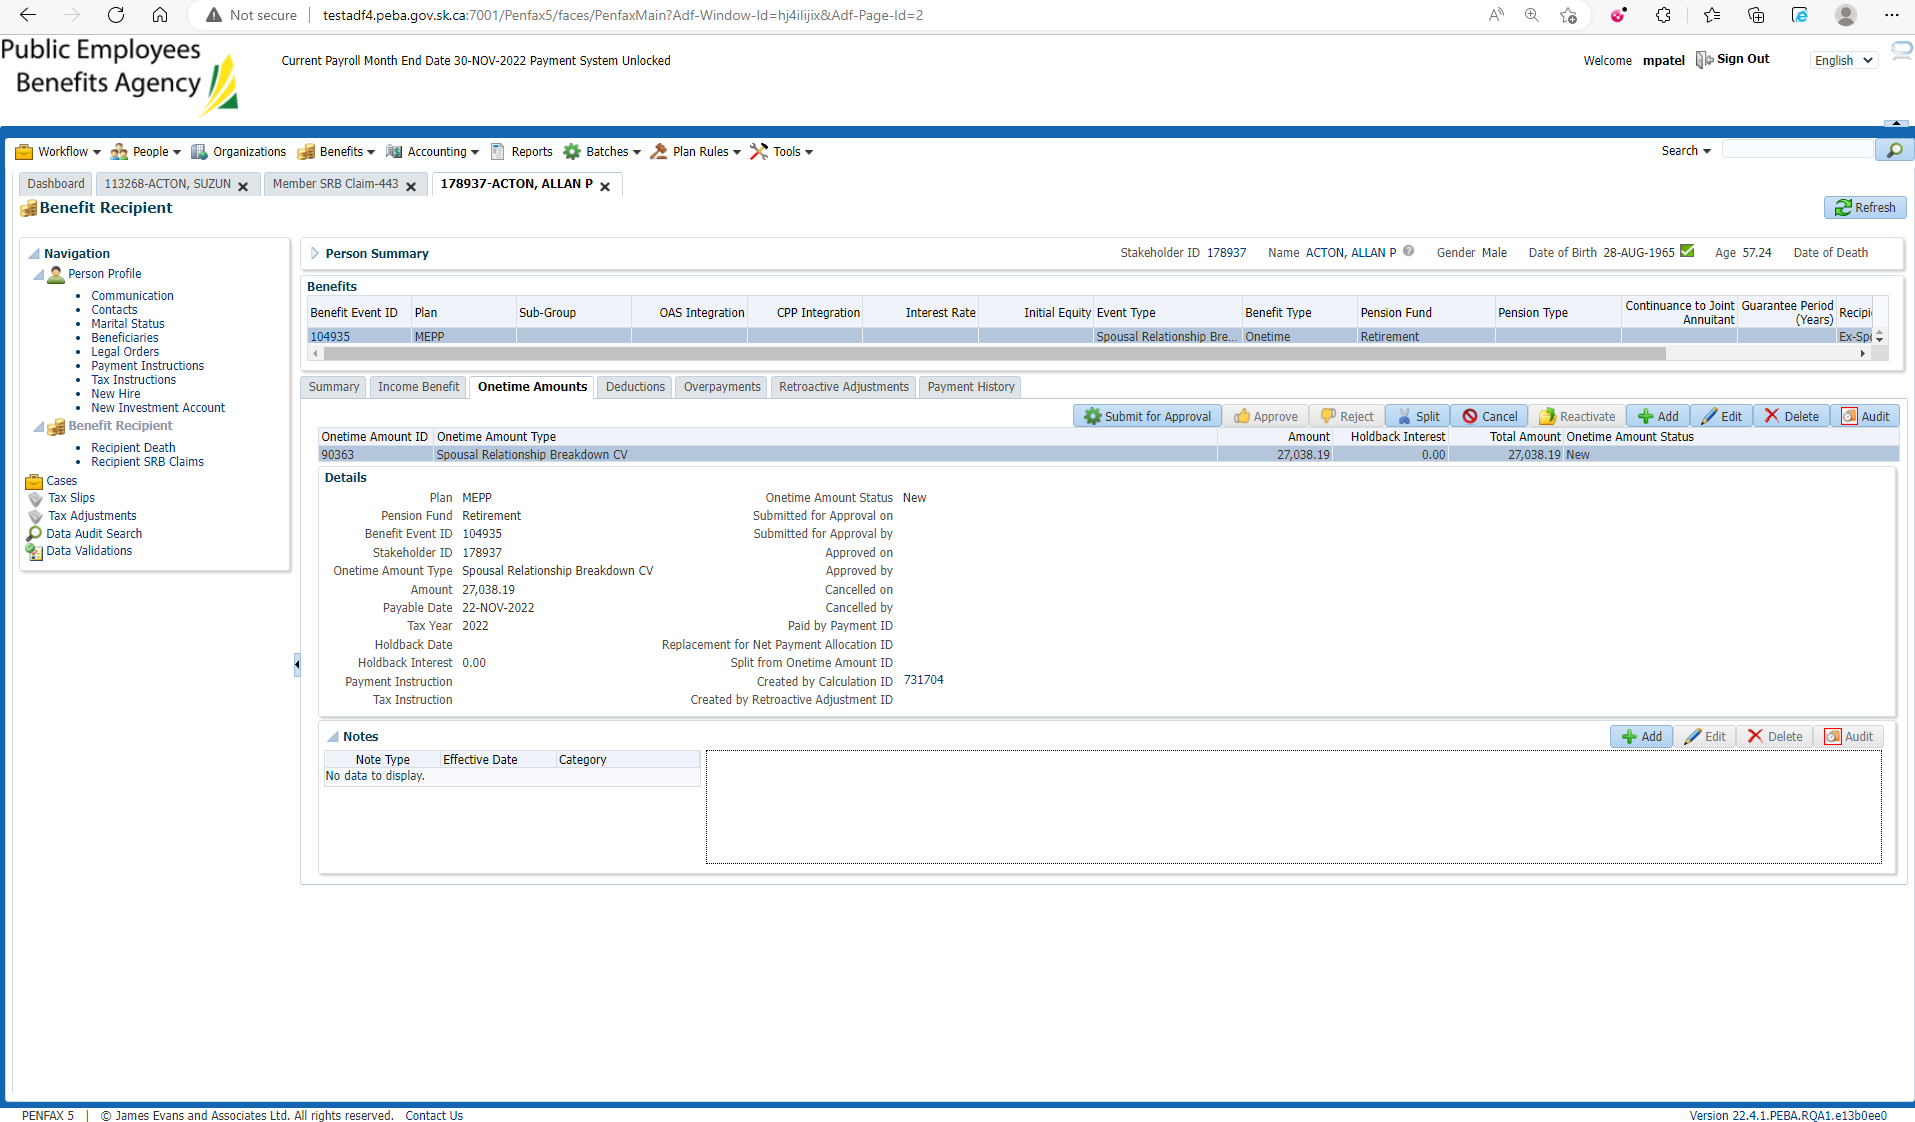 Not secure | testadf4.peba.gov.sk.ca:7001/Penfax5/faces/PenfaxMain?Adf-Window-Id=hj4ilijix&Adf-Page-Id=2
Public Employees
Benefits Agency
Current Payroll Month End Date 30-NOV-2022 Payment System Unlocked
Welcome mpatel Sign Out English
Workflow People Organizations Benefits Accounting Reports Batches Plan Rules Tools Search
Dashboard 113268-ACTON, SUZUN Member SRB Claim-443 178937-ACTON, ALLAN P
Benefit Recipient
Refresh
Navigation
Person Profile
Communication
Contacts
Marital Status
Beneficiaries
Legal Orders
Payment Instructions
Tax Instructions
New Hire
New Investment Account
Benefit Recipient
Recipient Death
Recipient SRB Claims
Cases
Tax Slips
Tax Adjustments
Data Audit Search
Data Validations
Person Summary Stakeholder ID 178937 Name ACTON, ALLAN P Gender Male Date of Birth 28-AUG-1965 Age 57.24 Date of Death
Benefits
Benefit Event ID Plan Sub-Group OAS Integration CPP Integration Interest Rate Initial Equity Event Type Benefit Type Pension Fund Pension Type Continuance to Joint Annuitant Guarantee Period (Years) Recipi
104935 MEPP Spousal Relationship Bre... Onetime Retirement Ex-Spo
Summary Income Benefit Onetime Amounts Deductions Overpayments Retroactive Adjustments Payment History
Submit for Approval Approve Reject Split Cancel Reactivate Add Edit Delete Audit
Onetime Amount ID Onetime Amount Type Amount Holdback Interest Total Amount Onetime Amount Status
90363 Spousal Relationship Breakdown CV 27,038.19 0.00 27,038.19 New
Details
Plan MEPP Onetime Amount Status New
Pension Fund Retirement Submitted for Approval on
Benefit Event ID 104935 Submitted for Approval by
Stakeholder ID 178937 Approved on
Onetime Amount Type Spousal Relationship Breakdown CV Approved by
Amount 27,038.19 Cancelled on
Payable Date 22-NOV-2022 Cancelled by
Tax Year 2022 Paid by Payment ID
Holdback Date Replacement for Net Payment Allocation ID
Holdback Interest 0.00 Split from Onetime Amount ID
Payment Instruction Created by Calculation ID 731704
Tax Instruction Created by Retroactive Adjustment ID
Notes Add Edit Delete Audit
Note Type Effective Date Category
No data to display.
PENFAX 5 | © James Evans and Associates Ltd. All rights reserved. Contact Us Version 22.4.1.PEBA.RQA1.e13b0ee0